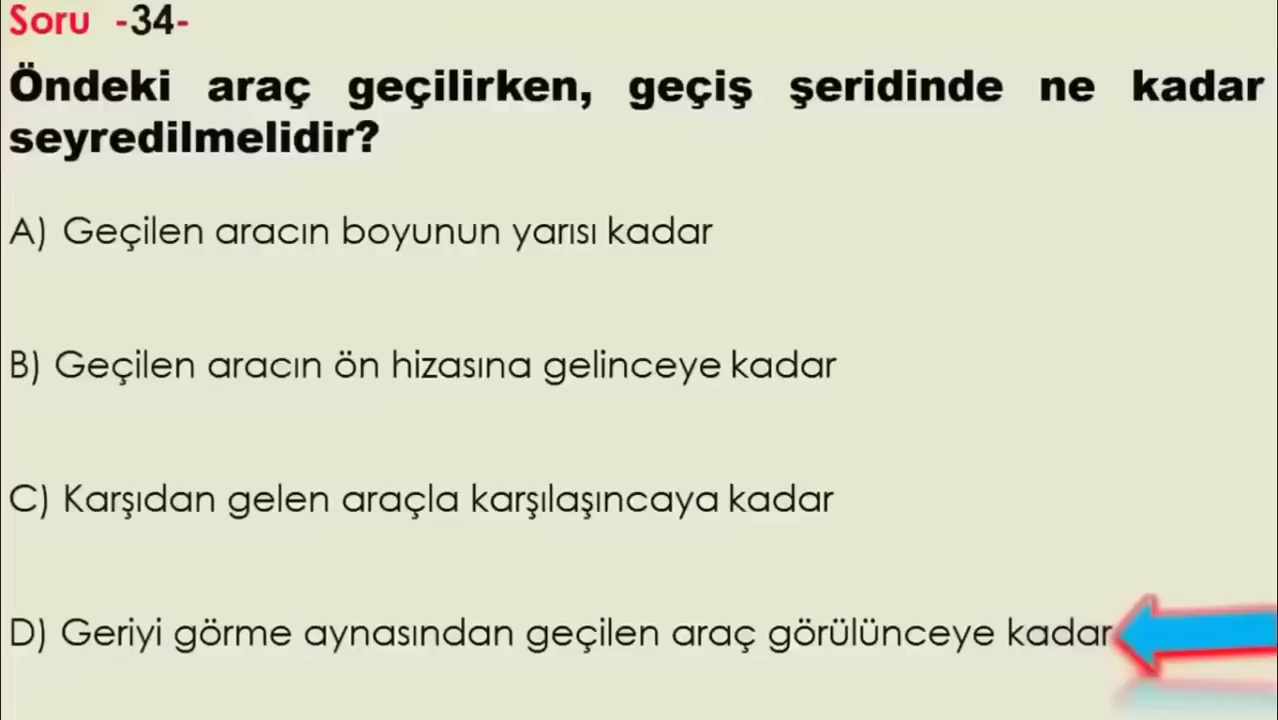 Soru -34-
Öndeki araç geçilirken, geçiş şeridinde ne kadar
seyredilmelidir?
A) Geçilen aracın boyunun yarısı kadar
B) Geçilen aracın ön hizasına gelinceye kadar
C) Karşıdan gelen araçla karşılaşıncaya kadar
D) Geriyi görme aynasından geçilen araç görülünceye kadar